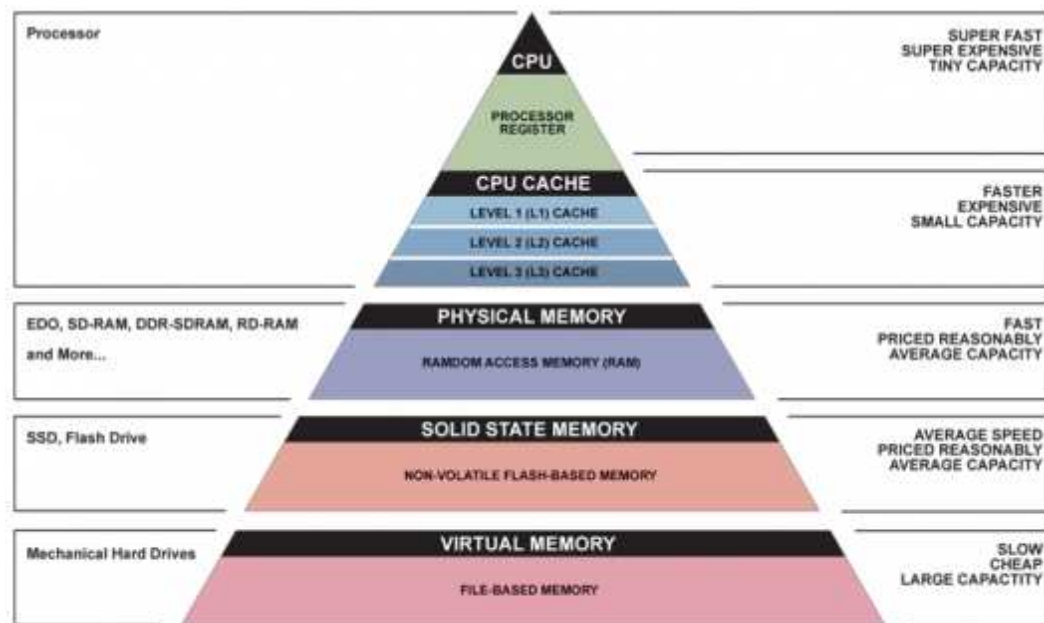 Processor
CPU
SUPER FAST
SUPER EXPENSIVE
TINY CAPACITY
PROCESSOR
REGISTER
CPU CACHE
LEVEL 1 (L1) CACHE
LEVEL 2 (L2) CACHE
LEVEL 3 (L3) CACHE
FASTER
EXPENSIVE
SMALL CAPACITY
EDO, SD-RAM, DDR-SDRAM, RD-RAM
and More...
PHYSICAL MEMORY
RAMDOM ACCESS MEMORY (RAM)
FAST
PRICED REASONABLY
AVERAGE CAPACITY
SSD, Flash Drive
SOLID STATE MEMORY
NON-VOLATILE FLASH-BASED MEMORY
AVERAGE SPEED
PRICED REASONABLY
AVERAGE CAPACITY
Mechanical Hard Drives
VIRTUAL MEMORY
FILE-BASED MEMORY
SLOW
CHEAP
LARGE CAPACTITY